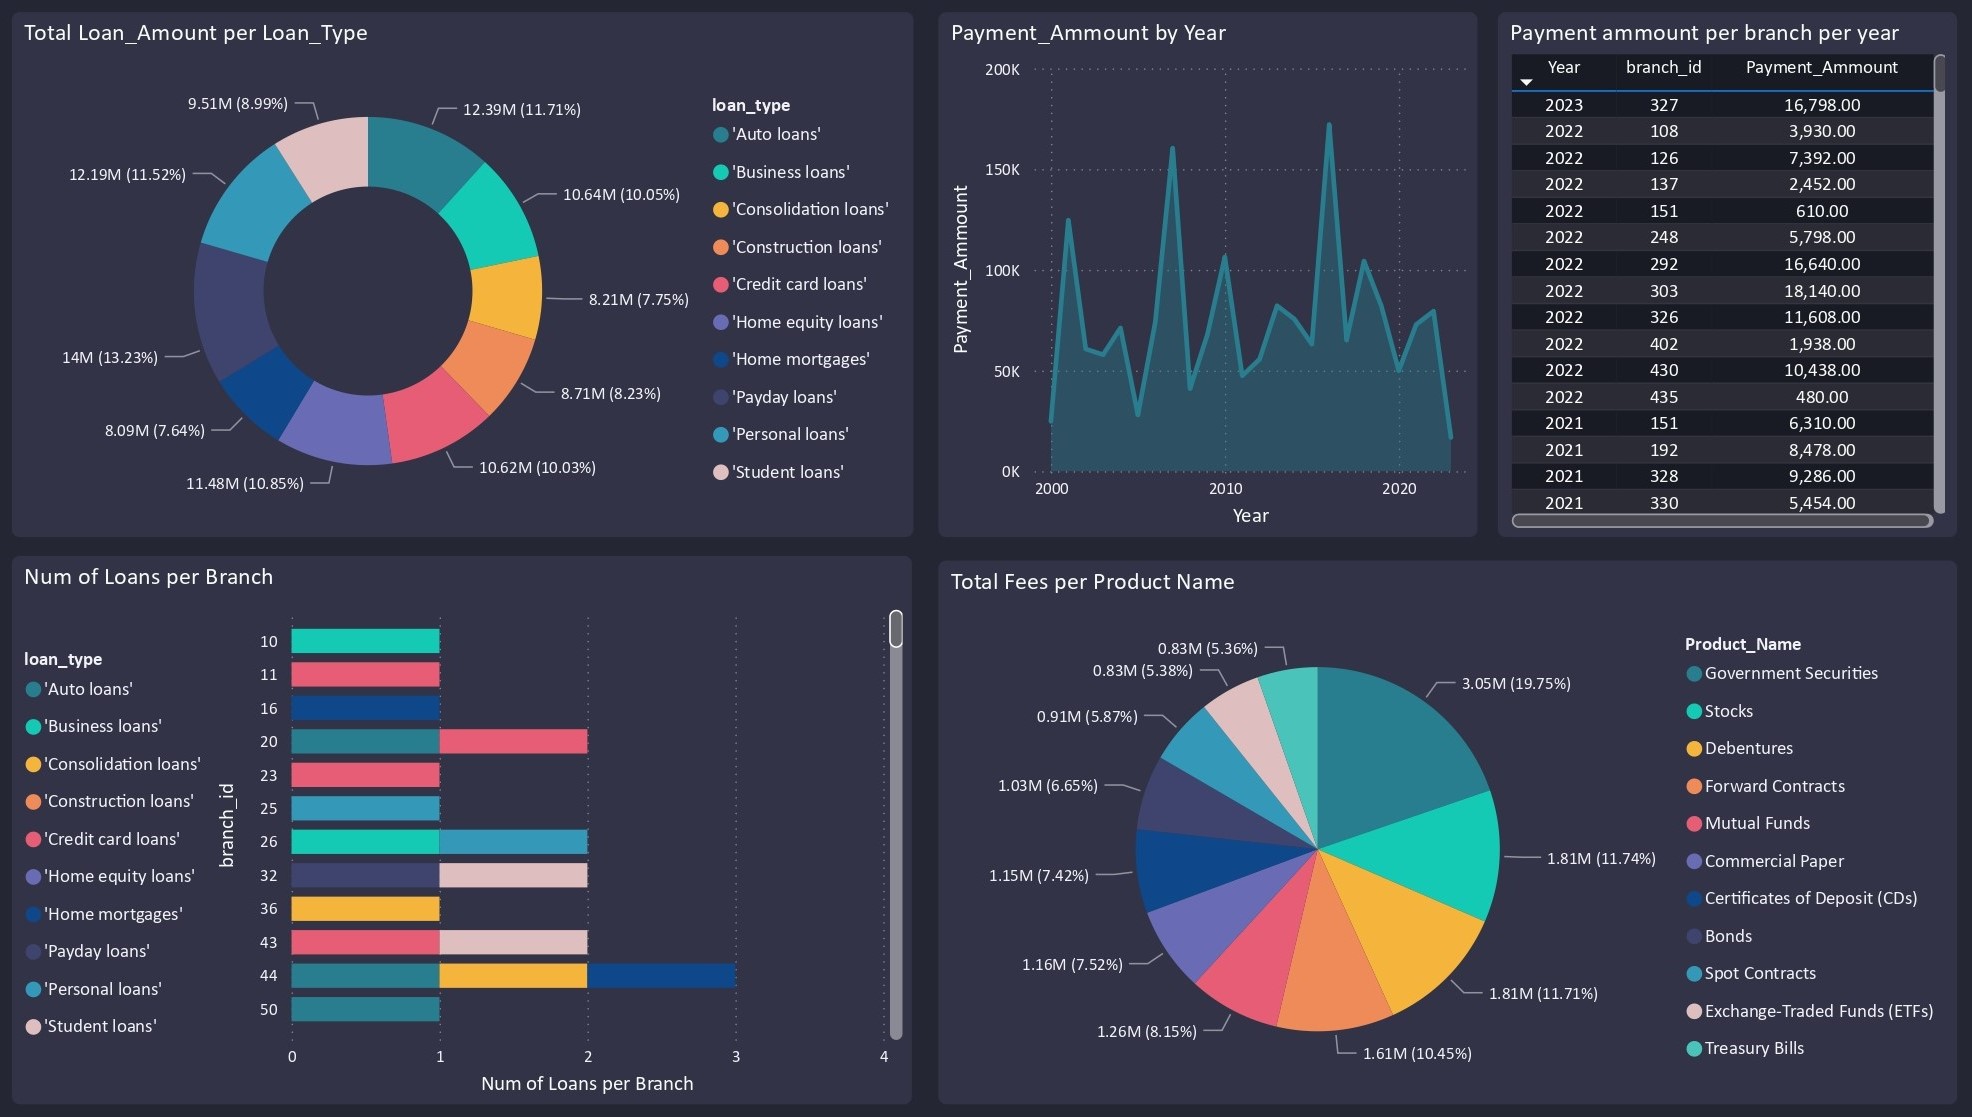 Total Loan_Amount per Loan_Type
9.51M (8.99%)
12.39M (11.71%)
12.19M (11.52%)
10.64M (10.05%)
8.21M (7.75%)
14M (13.23%)
8.71M (8.23%)
8.09M (7.64%)
10.62M (10.03%)
11.48M (10.85%)
loan_type
'Auto loans'
'Business loans'
'Consolidation loans'
'Construction loans'
'Credit card loans'
'Home equity loans'
'Home mortgages'
'Payday loans'
'Personal loans'
'Student loans'
Payment_Ammount by Year
Payment_Ammount
200K
150K
100K
50K
0K
2000 2010 2020
Year
Payment ammount per branch per year
Year branch_id Payment_Ammount
2023 327 16,798.00
2022 108 3,930.00
2022 126 7,392.00
2022 137 2,452.00
2022 151 610.00
2022 248 5,798.00
2022 292 16,640.00
2022 303 18,140.00
2022 326 11,608.00
2022 402 1,938.00
2022 430 10,438.00
2022 435 480.00
2021 151 6,310.00
2021 192 8,478.00
2021 328 9,286.00
2021 330 5,454.00
Num of Loans per Branch
loan_type
'Auto loans'
'Business loans'
'Consolidation loans'
'Construction loans'
'Credit card loans'
'Home equity loans'
'Home mortgages'
'Payday loans'
'Personal loans'
'Student loans'
branch_id
10
11
16
20
23
25
26
32
36
43
44
50
0 1 2 3 4
Num of Loans per Branch
Total Fees per Product Name
0.83M (5.36%)
0.83M (5.38%)
3.05M (19.75%)
0.91M (5.87%)
1.03M (6.65%)
1.81M (11.74%)
1.15M (7.42%)
1.16M (7.52%)
1.81M (11.71%)
1.26M (8.15%)
1.61M (10.45%)
Product_Name
Government Securities
Stocks
Debentures
Forward Contracts
Mutual Funds
Commercial Paper
Certificates of Deposit (CDs)
Bonds
Spot Contracts
Exchange-Traded Funds (ETFs)
Treasury Bills